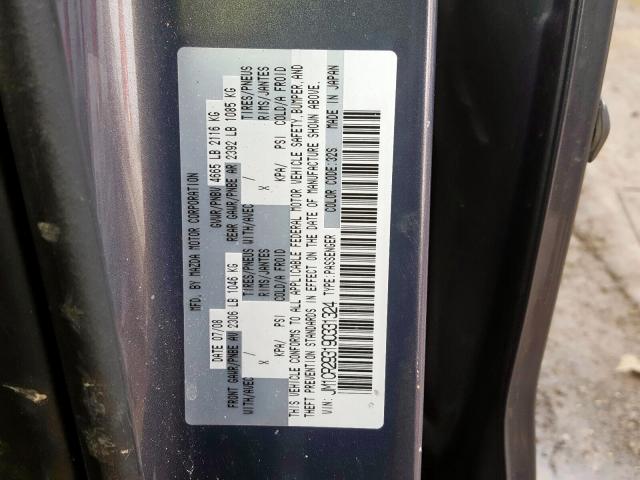 MFD. BY MAZDA MOTOR CORPORATION
DATE 07/08 GVWR/PNBV 4665 LB 2116 KG
FRONT GAWR/PNBE AV 2306 LB 1046 KG REAR GAWR/PNBE AR 2392 LB 1085 KG
WITH/AVEC TIRES/PNEUS WITH/AVEC TIRES/PNEUS
/ RIMS/JANTES / RIMS/JANTES
X X
KPA/ PSI COLD/A FROID KPA/ PSI COLD/A FROID
THIS VEHICLE CONFORMS TO ALL APPLICABLE FEDERAL MOTOR VEHICLE SAFETY, BUMPER, AND
THEFT PREVENTION STANDARDS IN EFFECT ON THE DATE OF MANUFACTURE SHOWN ABOVE.
VIN: JM1CR293190331324 TYPE:PASSENGER COLOR CODE:32S MADE IN JAPAN